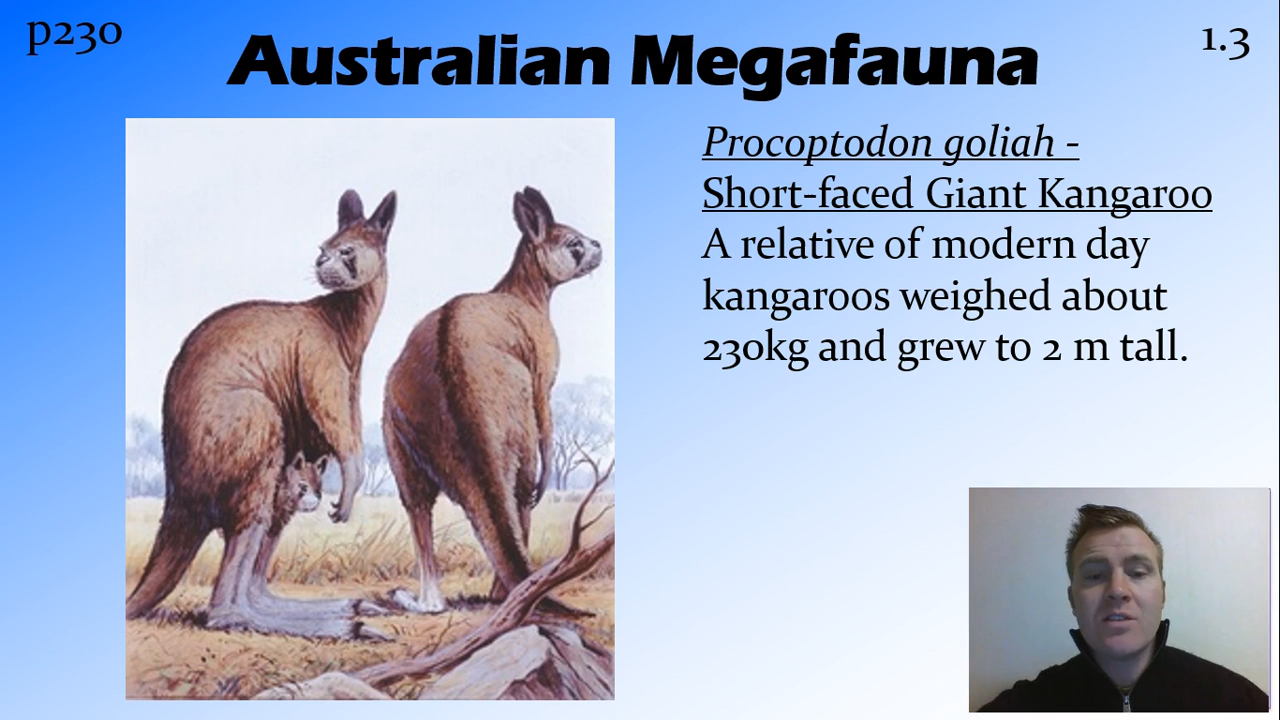 p230
Australian Megafauna
1.3
Procoptodon goliah -
Short-faced Giant Kangaroo
A relative of modern day
kangaroos weighed about
230kg and grew to 2 m tall.